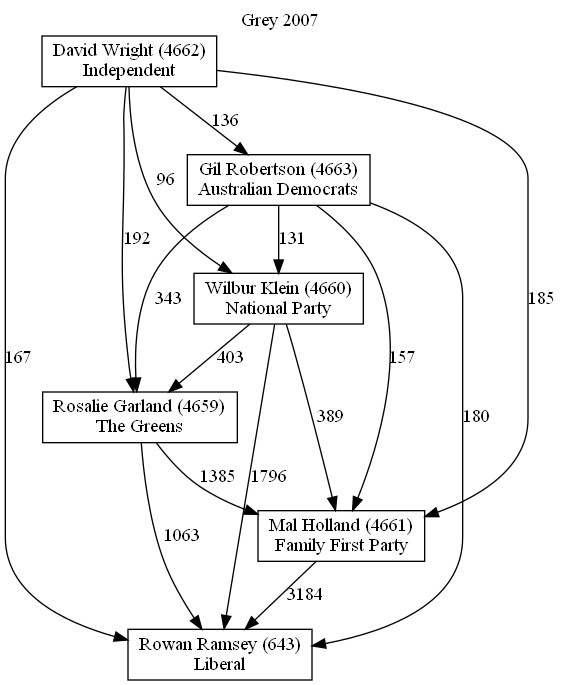 Grey 2007
David Wright (4662)
Independent
136
Gil Robertson (4663)
Australian Democrats
96
192
343
131
185
Wilbur Klein (4660)
National Party
167
403
157
180
389
Rosalie Garland (4659)
The Greens
1385
1796
1063
Mal Holland (4661)
Family First Party
3184
Rowan Ramsey (643)
Liberal